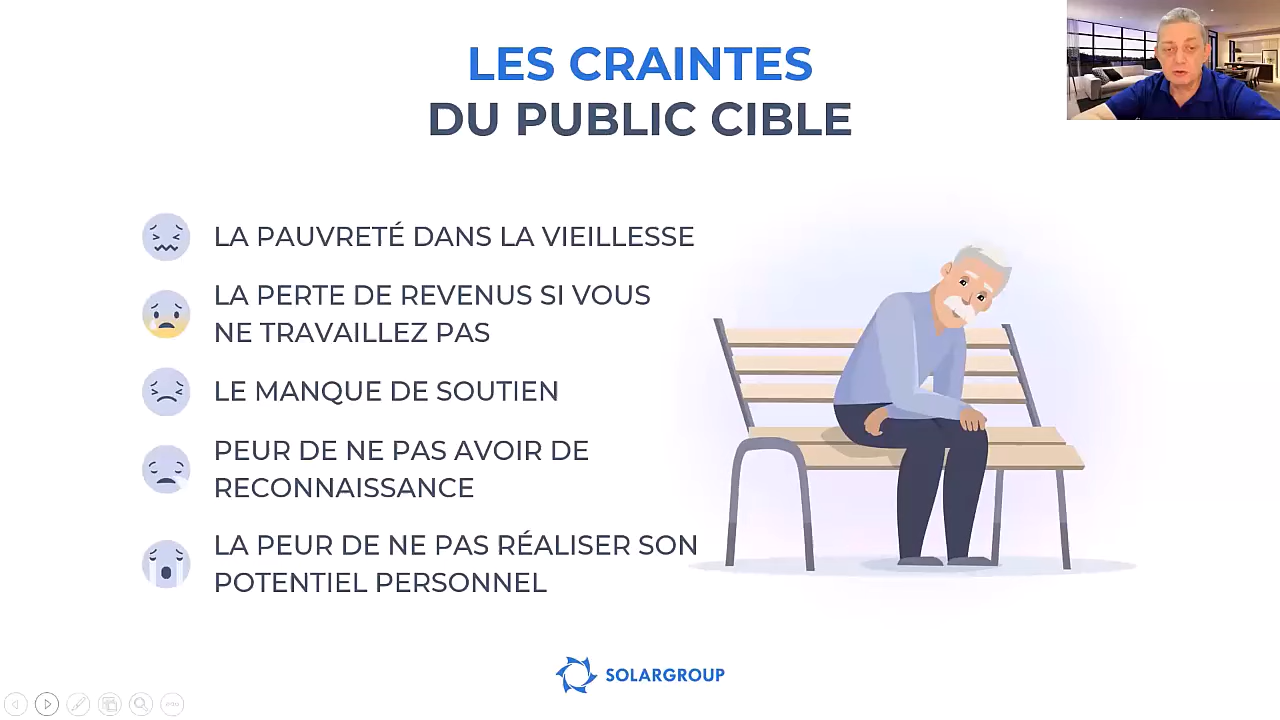 LES CRAINTES
DU PUBLIC CIBLE
LA PAUVRETÉ DANS LA VIEILLESSE
LA PERTE DE REVENUS SI VOUS
NE TRAVAILLEZ PAS
LE MANQUE DE SOUTIEN
PEUR DE NE PAS AVOIR DE
RECONNAISSANCE
LA PEUR DE NE PAS RÉALISER SON
POTENTIEL PERSONNEL
SOLARGROUP